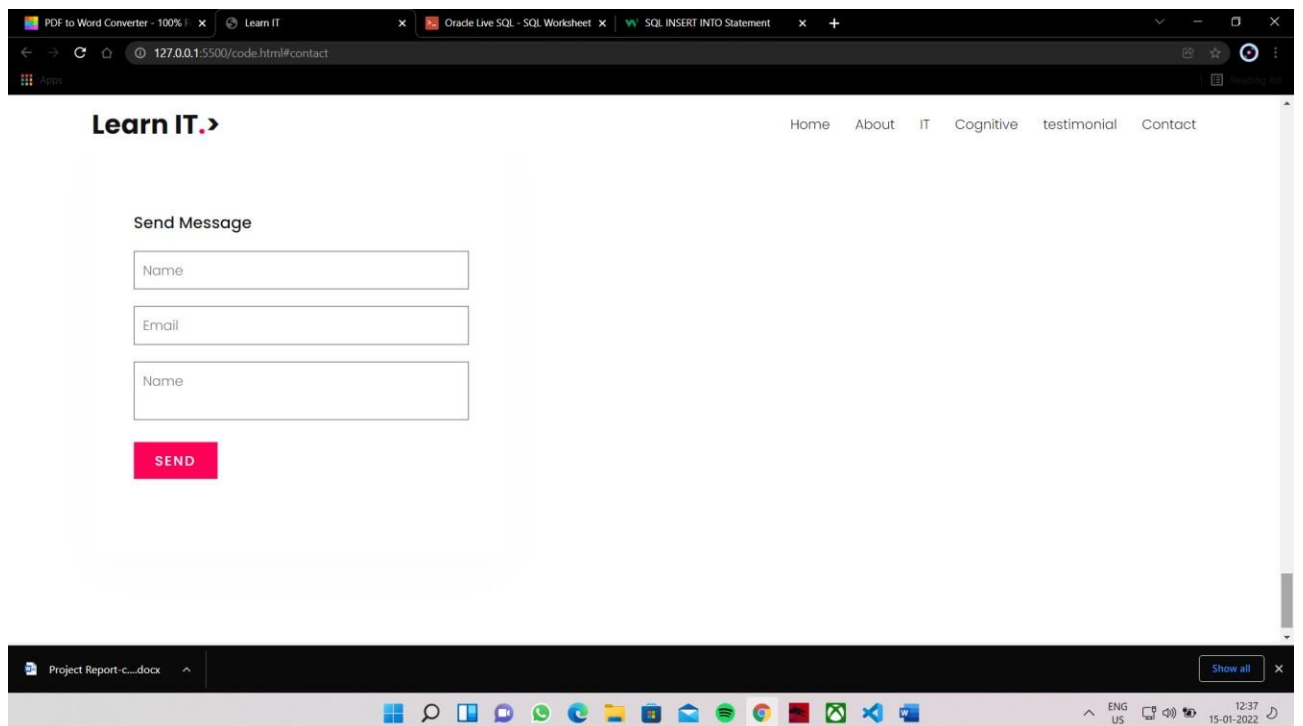 PDF to Word Converter - 100% F
Learn IT
Oracle Live SQL - SQL Worksheet
SQL INSERT INTO Statement
127.0.0.1:5500/code.html#contact
Apps
Reading list
Learn IT.>
Home About IT Cognitive testimonial Contact
Send Message
Name
Email
Name
SEND
Project Report-c....docx
Show all
ENG
US
12:37
15-01-2022